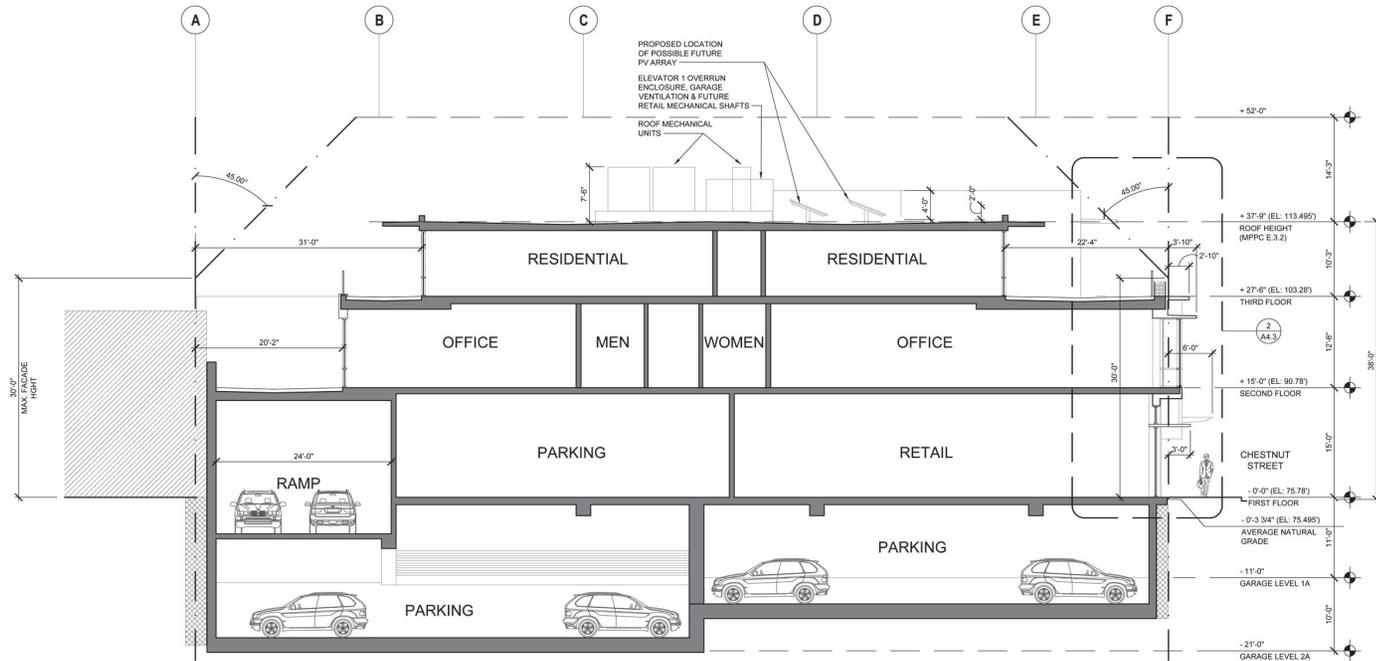 A
B
C
D
E
F
PROPOSED LOCATION
OF POSSIBLE FUTURE
PV ARRAY
ELEVATOR 1 OVERRUN
ENCLOSURE, GARAGE
VENTILATION & FUTURE
RETAIL MECHANICAL SHAFTS
ROOF MECHANICAL
UNITS
+ 52'-0"
14'-3"
45.00°
45.00°
7'-6"
4'-0"
2'-0"
+ 37'-9" (EL: 113.495')
ROOF HEIGHT
(MPPC E.3.2)
31'-0"
22'-4"
3'-10"
2'-10"
RESIDENTIAL
RESIDENTIAL
10'-3"
+ 27'-6" (EL: 103.28')
THIRD FLOOR
20'-2"
OFFICE
MEN
WOMEN
OFFICE
2
A4.3
6'-0"
12'-6"
38'-0"
30'-0"
MAX. FACADE
HGHT
30'-0"
+ 15'-0" (EL: 90.78')
SECOND FLOOR
24'-0"
RAMP
PARKING
RETAIL
3'-0"
15'-0"
CHESTNUT
STREET
- 0'-0" (EL: 75.78')
FIRST FLOOR
- 0'-3 3/4" (EL: 75.495')
AVERAGE NATURAL
GRADE
11'-0"
PARKING
- 11'-0"
GARAGE LEVEL 1A
PARKING
10'-0"
- 21'-0"
GARAGE LEVEL 2A